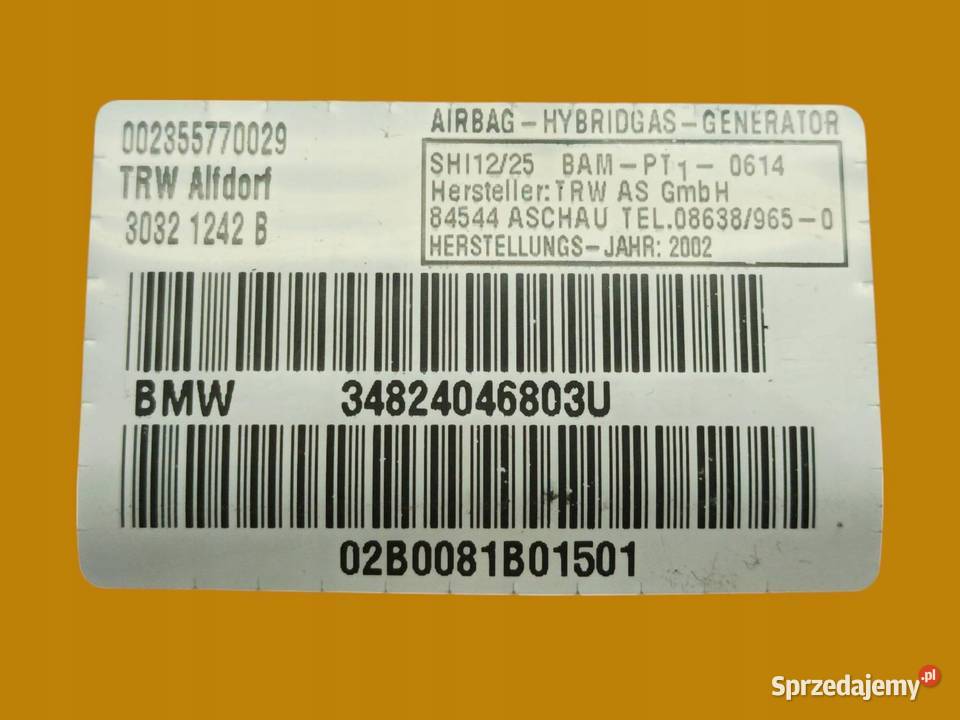 002355770029
TRW Alfdorf
3032 1242 B
AIRBAG-HYBRIDGAS-GENERATOR
SHI12/25 BAM-PT1-0614
Hersteller: TRW AS GmbH
84544 ASCHAU TEL.08638/965-0
HERSTELLUNGS-JAHR: 2002
BMW 34824046803U
02B0081B01501
Sprzedajemy.pl